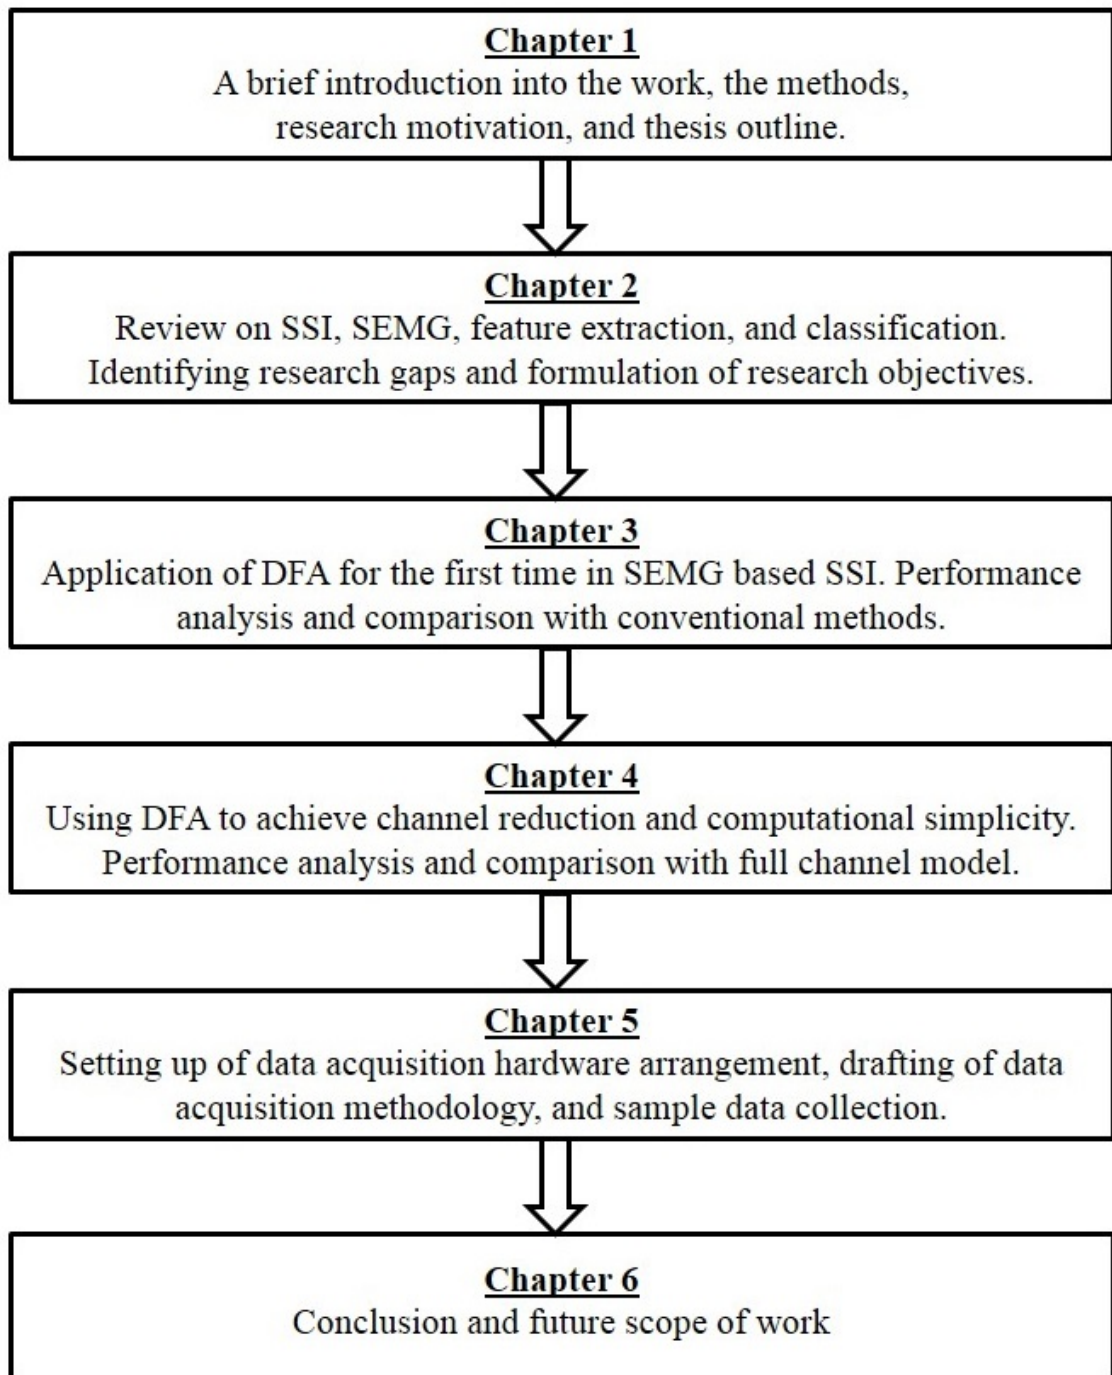 Chapter 1
A brief introduction into the work, the methods,
research motivation, and thesis outline.
Chapter 2
Review on SSI, SEMG, feature extraction, and classification.
Identifying research gaps and formulation of research objectives.
Chapter 3
Application of DFA for the first time in SEMG based SSI. Performance
analysis and comparison with conventional methods.
Chapter 4
Using DFA to achieve channel reduction and computational simplicity.
Performance analysis and comparison with full channel model.
Chapter 5
Setting up of data acquisition hardware arrangement, drafting of data
acquisition methodology, and sample data collection.
Chapter 6
Conclusion and future scope of work